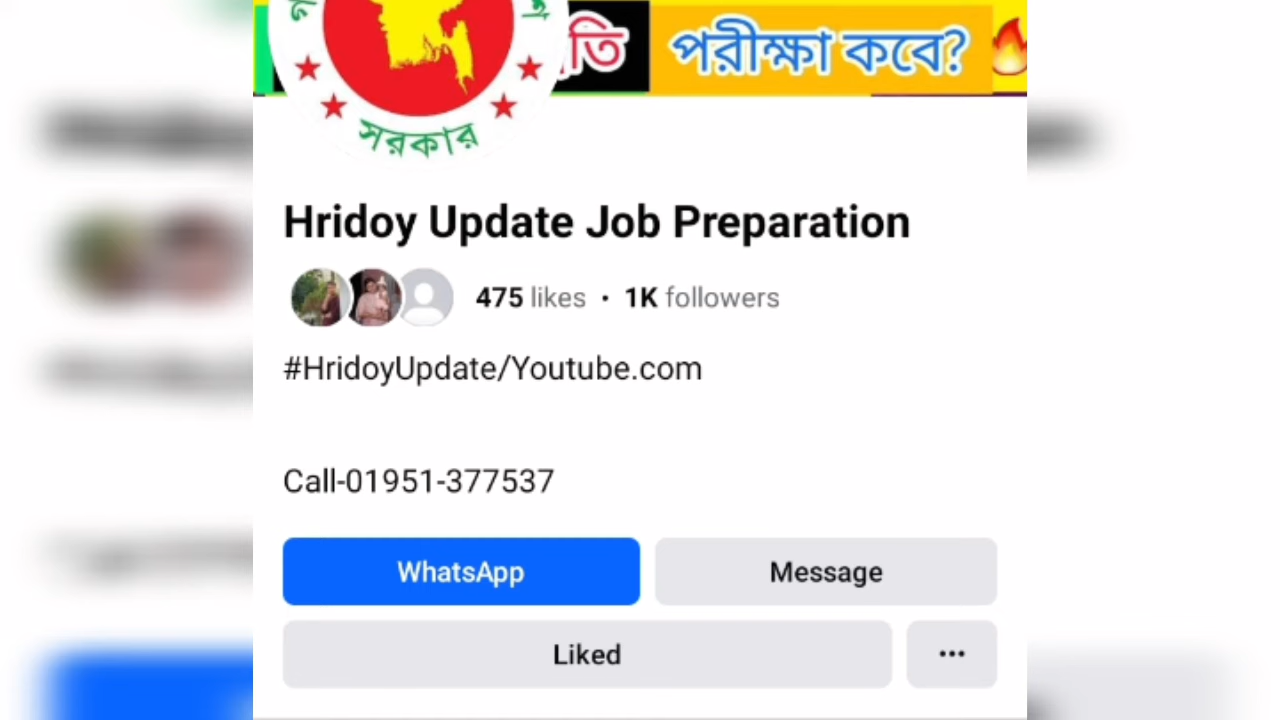 তি পরীক্ষা কবে?
সরকার
Hridoy Update Job Preparation
475 likes • 1K followers
#HridoyUpdate/Youtube.com
Call-01951-377537
WhatsApp
Message
Liked